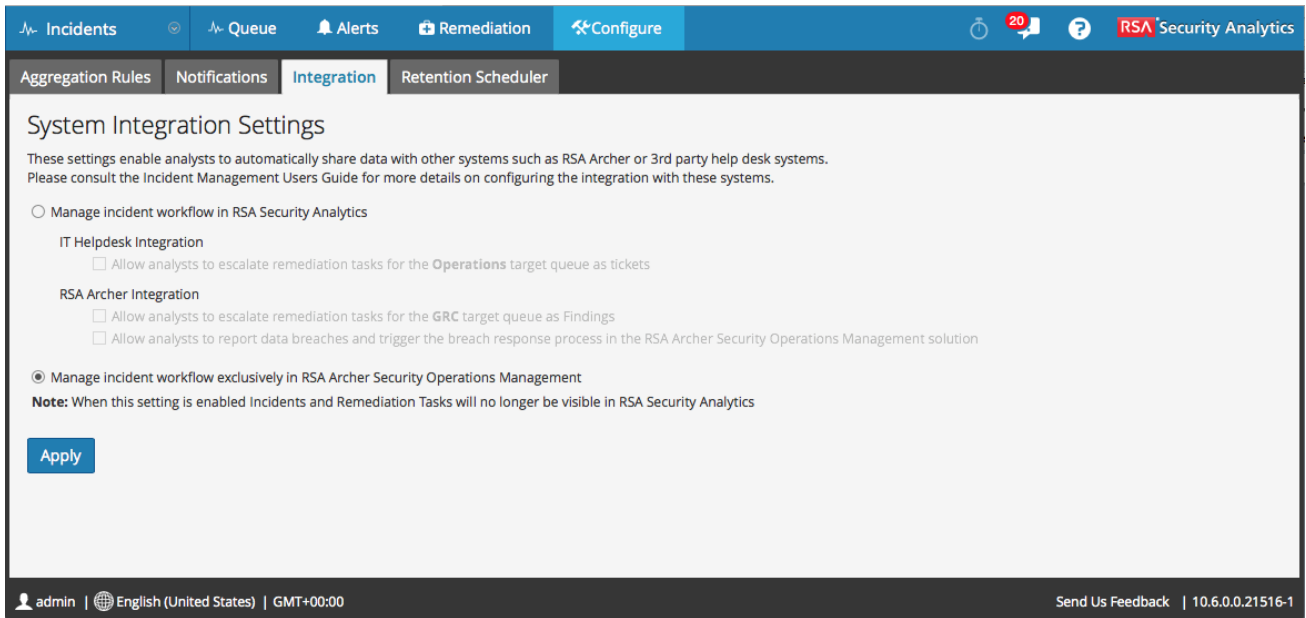 Incidents Queue Alerts Remediation Configure 20 ? RSA Security Analytics
Aggregation Rules Notifications Integration Retention Scheduler
System Integration Settings
These settings enable analysts to automatically share data with other systems such as RSA Archer or 3rd party help desk systems.
Please consult the Incident Management Users Guide for more details on configuring the integration with these systems.
Manage incident workflow in RSA Security Analytics
IT Helpdesk Integration
Allow analysts to escalate remediation tasks for the Operations target queue as tickets
RSA Archer Integration
Allow analysts to escalate remediation tasks for the GRC target queue as Findings
Allow analysts to report data breaches and trigger the breach response process in the RSA Archer Security Operations Management solution
Manage incident workflow exclusively in RSA Archer Security Operations Management
Note: When this setting is enabled Incidents and Remediation Tasks will no longer be visible in RSA Security Analytics
Apply
admin | English (United States) | GMT+00:00 Send Us Feedback | 10.6.0.0.21516-1